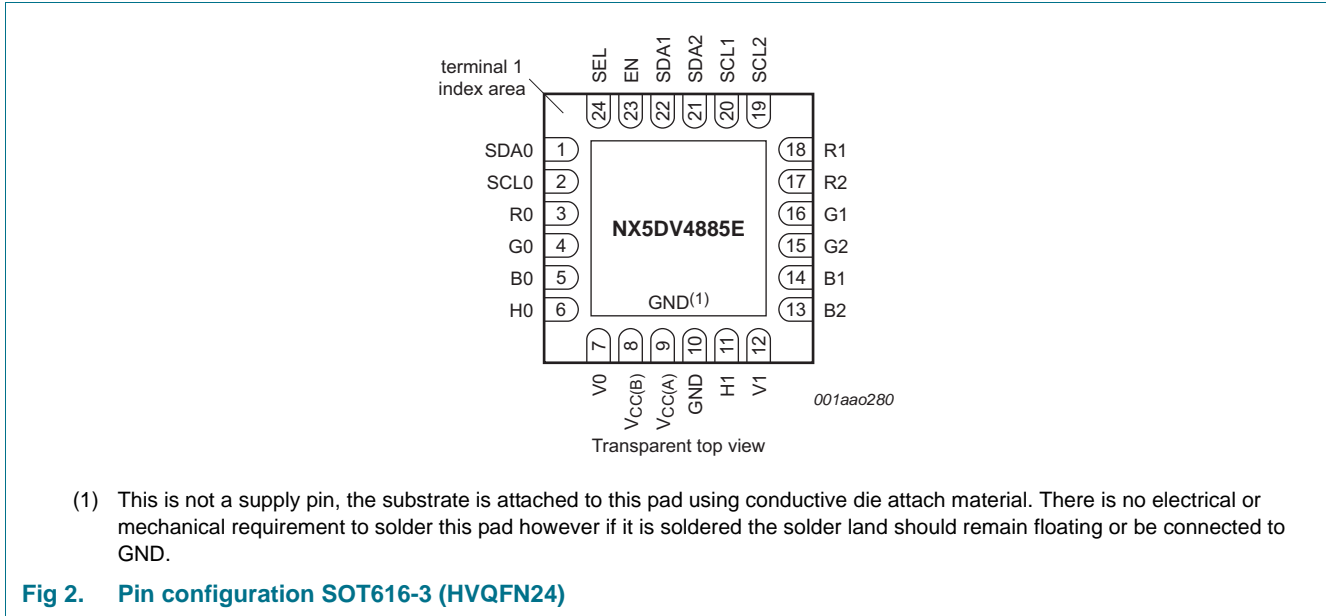 terminal 1
index area
SEL
EN
SDA1
SDA2
SCL1
SCL2
24
23
22
21
20
19
SDA0 1
SCL0 2
R0 3
G0 4
B0 5
H0 6
NX5DV4885E
GND(1)
18 R1
17 R2
16 G1
15 G2
14 B1
13 B2
7
8
9
10
11
12
V0
VCC(B)
VCC(A)
GND
H1
V1
001aao280
Transparent top view
(1) This is not a supply pin, the substrate is attached to this pad using conductive die attach material. There is no electrical or
mechanical requirement to solder this pad however if it is soldered the solder land should remain floating or be connected to
GND.
Fig 2. Pin configuration SOT616-3 (HVQFN24)